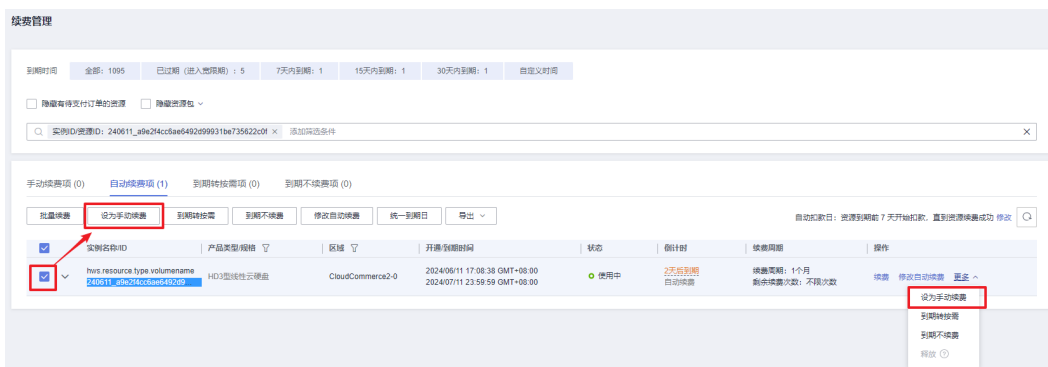 续费管理
到期时间 全部：1095 已过期（进入宽限期）：5 7天内到期：1 15天内到期：1 30天内到期：1 自定义时间
隐藏有待支付订单的资源 隐藏资源包
实例ID/资源ID：240611_a9e2f4cc6ae6492d99931be735622c0f × 添加筛选条件 ×
手动续费项 (0) 自动续费项 (1) 到期转按需项 (0) 到期不续费项 (0)
批量续费 设为手动续费 到期转按需 到期不续费 修改自动续费 统一到期日 导出 自动扣款日：资源到期前 7 天开始扣款，直到资源续费成功 修改
实例名称/ID 产品类型/规格 区域 开通/到期时间 状态 倒计时 续费周期 操作
hws.resource.type.volumename 2024/06/11 17:08:38 GMT+08:00 2天后到期 续费周期：1个月
HD3型线性云硬盘 CloudCommerce2-0 使用中 续费 修改自动续费 更多
240611_a9e2f4cc6ae6492d9... 2024/07/11 23:59:59 GMT+08:00 自动续费 剩余续费次数：不限次数
设为手动续费
到期转按需
到期不续费
释放